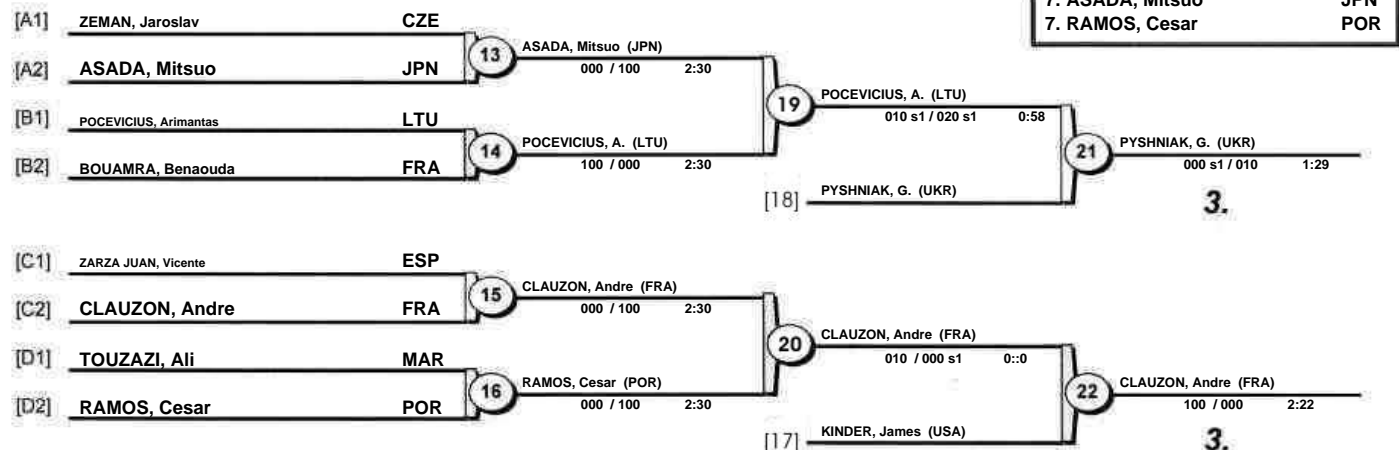 7. ASADA, Mitsuo JPN
7. RAMOS, Cesar POR
[A1] ZEMAN, Jaroslav CZE
13 ASADA, Mitsuo (JPN)
000 / 100 2:30
[A2] ASADA, Mitsuo JPN
19 POCEVICIUS, A. (LTU)
010 s1 / 020 s1 0:58
[B1] POCEVICIUS, Arimantas LTU
14 POCEVICIUS, A. (LTU)
100 / 000 2:30
21 PYSHNIAK, G. (UKR)
000 s1 / 010 1:29
[B2] BOUAMRA, Benaouda FRA
[18] PYSHNIAK, G. (UKR)
3.
[C1] ZARZA JUAN, Vicente ESP
15 CLAUZON, Andre (FRA)
000 / 100 2:30
[C2] CLAUZON, Andre FRA
20 CLAUZON, Andre (FRA)
010 / 000 s1 0::0
[D1] TOUZAZI, Ali MAR
16 RAMOS, Cesar (POR)
000 / 100 2:30
22 CLAUZON, Andre (FRA)
100 / 000 2:22
[D2] RAMOS, Cesar POR
[17] KINDER, James (USA)
3.